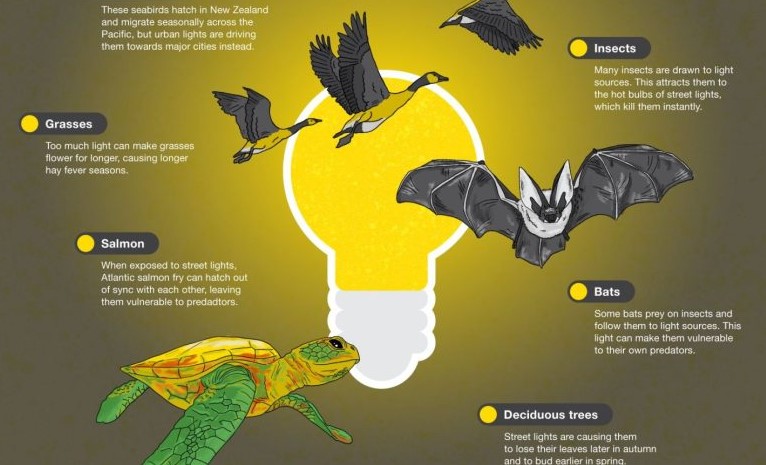 These seabirds hatch in New Zealand
and migrate seasonally across the
Pacific, but urban lights are driving
them towards major cities instead.
Insects
Many insects are drawn to light
sources. This attracts them to
the hot bulbs of street lights,
which kill them instantly.
Grasses
Too much light can make grasses
flower for longer, causing longer
hay fever seasons.
Salmon
When exposed to street lights,
Atlantic salmon fry can hatch out
of sync with each other, leaving
them vulnerable to predadtors.
Bats
Some bats prey on insects and
follow them to light sources. This
light can make them vulnerable
to their own predators.
Deciduous trees
Street lights are causing them
to lose their leaves later in autumn
and to bud earlier in spring.